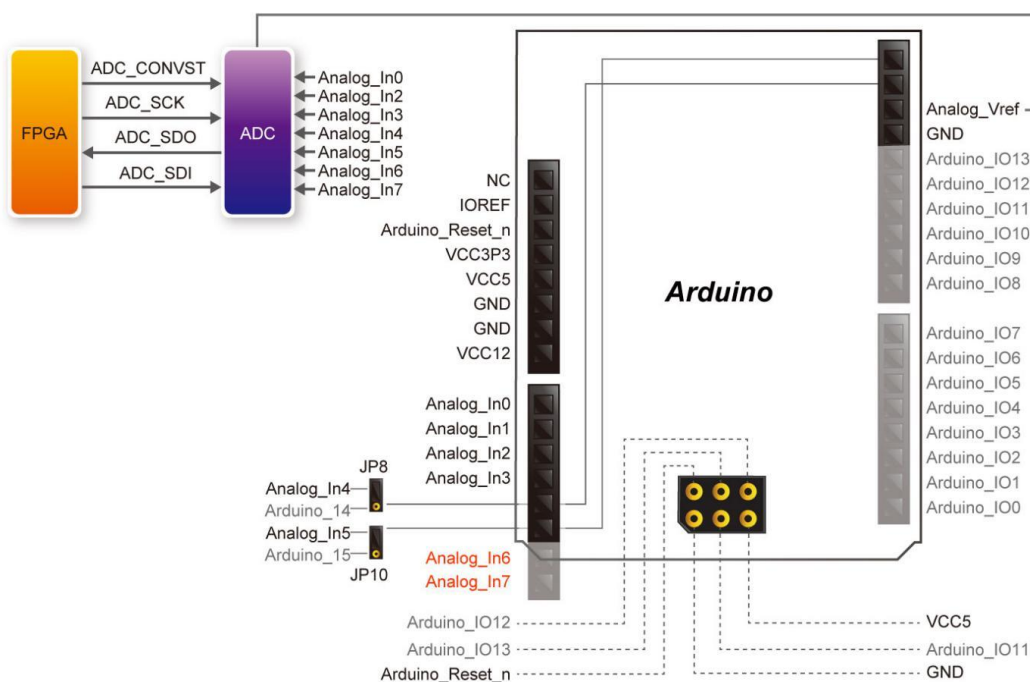 FPGA
ADC_CONVST
ADC_SCK
ADC_SDO
ADC_SDI
ADC
Analog_In0
Analog_In2
Analog_In3
Analog_In4
Analog_In5
Analog_In6
Analog_In7
NC
IOREF
Arduino_Reset_n
VCC3P3
VCC5
GND
GND
VCC12
Analog_In0
Analog_In1
Analog_In2
Analog_In3
JP8
Analog_In4
Arduino_14
Analog_In5
Arduino_15
JP10
Analog_In6
Analog_In7
Arduino_IO12
Arduino_IO13
Arduino_Reset_n
Arduino
Analog_Vref
GND
Arduino_IO13
Arduino_IO12
Arduino_IO11
Arduino_IO10
Arduino_IO9
Arduino_IO8
Arduino_IO7
Arduino_IO6
Arduino_IO5
Arduino_IO4
Arduino_IO3
Arduino_IO2
Arduino_IO1
Arduino_IO0
VCC5
Arduino_IO11
GND